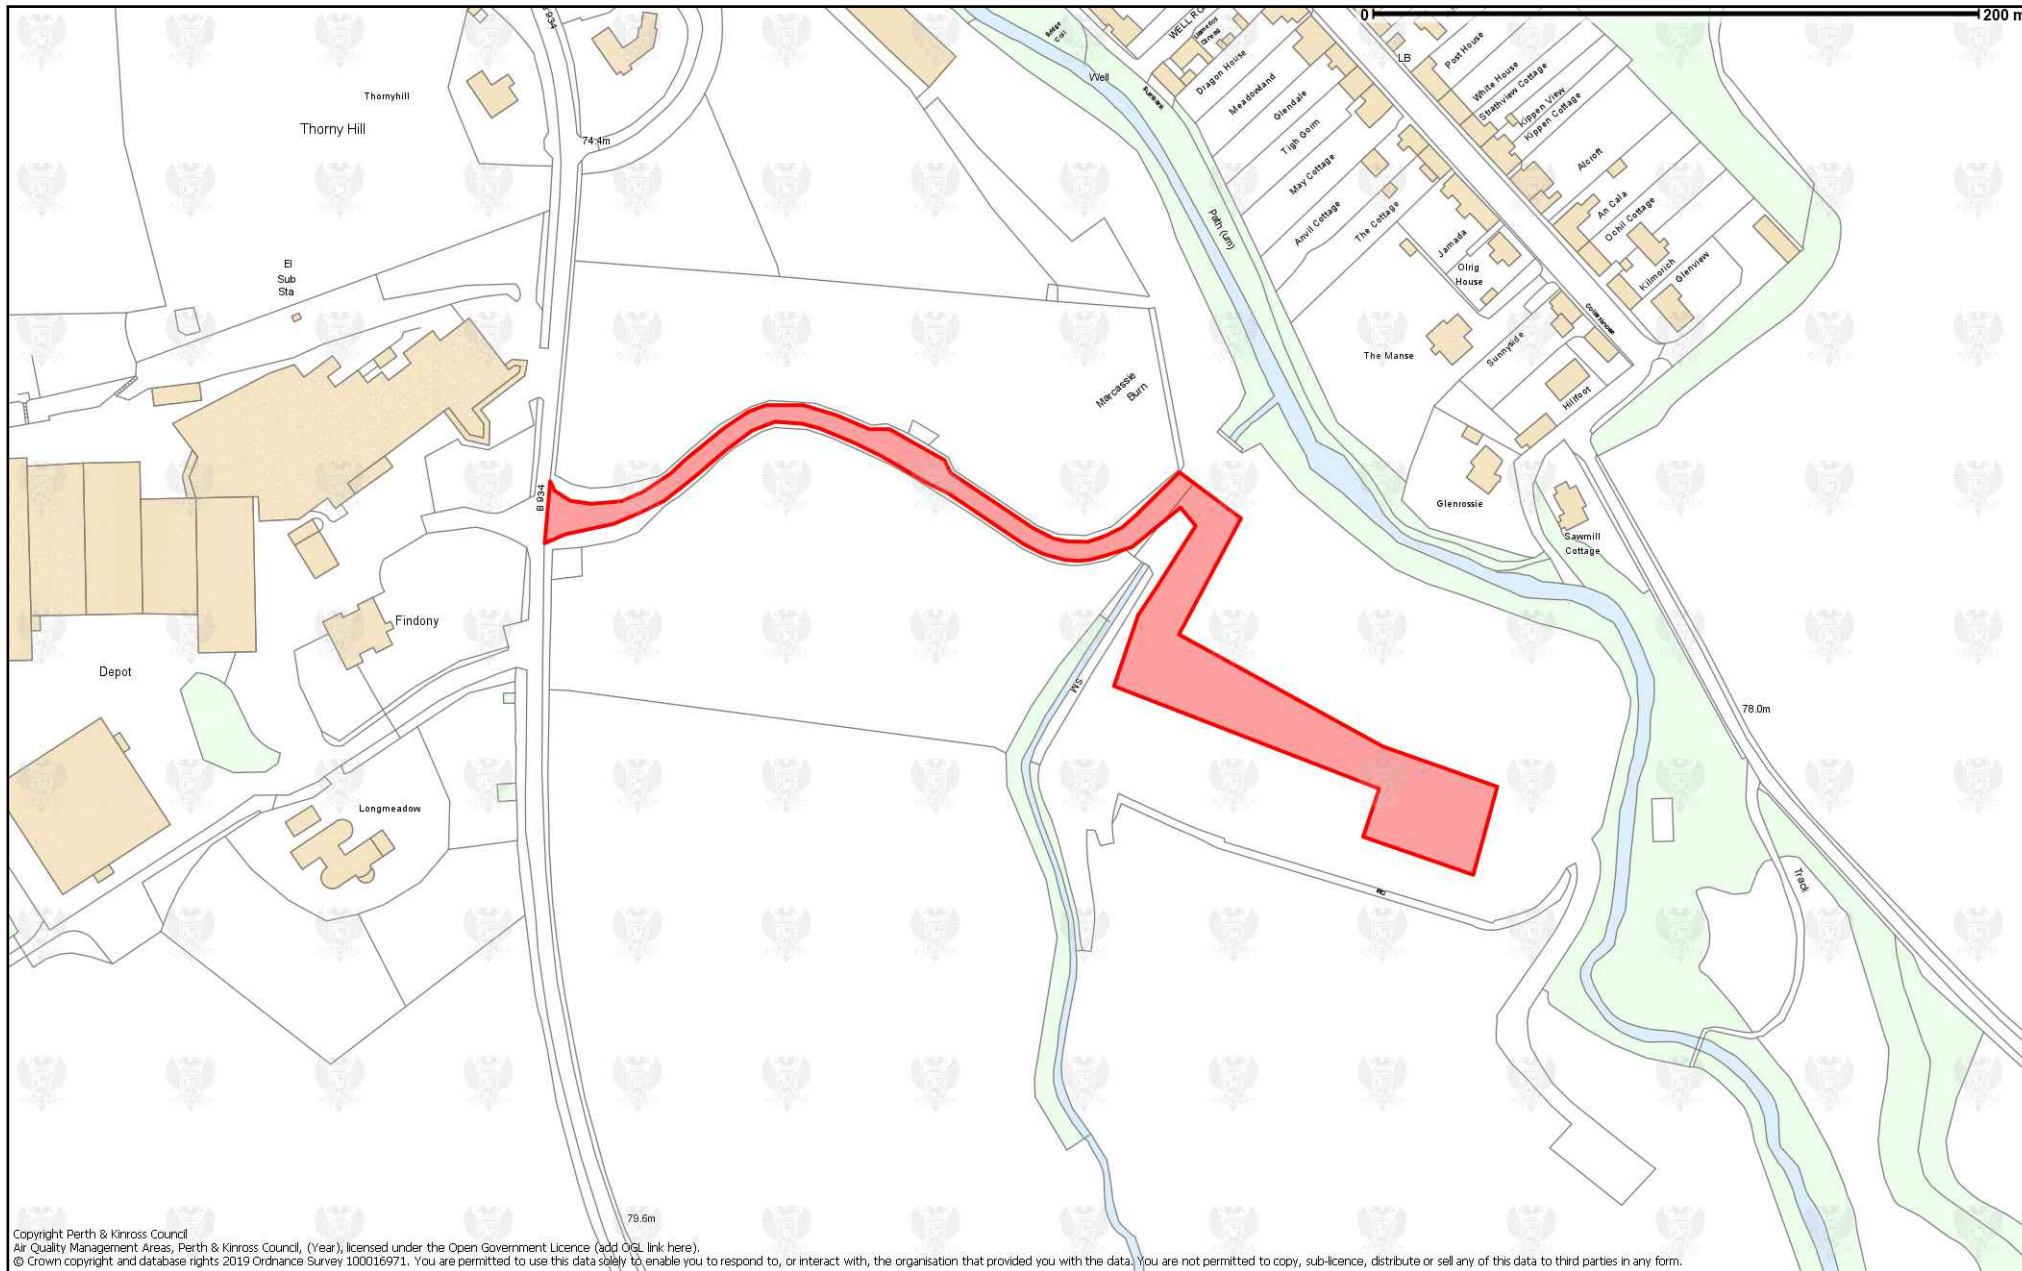 0
200 m
B 934
Thornyhill
Thorny Hill
74.4m
El
Sub
Sta
Well
WELL RO
Dragon House
Meadowland
Glendale
Tigh Gorm
May Cottage
Anvil Cottage
The Cottage
Jamada
Olrig
House
LB
Post House
White House
Strathview Cottage
Kippen View
Kippen Cottage
Alcroft
An Cala
Ochil Cottage
Kilmorich
Glenview
Path (um)
The Manse
Sunnyside
Hillfoot
Marcassie
Burn
Glenrossie
Sawmill
Cottage
B 934
Findony
Depot
SM
78.0m
Longmeadow
Track
79.6m
Copyright Perth & Kinross Council
Air Quality Management Areas, Perth & Kinross Council, (Year), licensed under the Open Government Licence (add OGL link here).
© Crown copyright and database rights 2019 Ordnance Survey 100016971. You are permitted to use this data solely to enable you to respond to, or interact with, the organisation that provided you with the data. You are not permitted to copy, sub-licence, distribute or sell any of this data to third parties in any form.